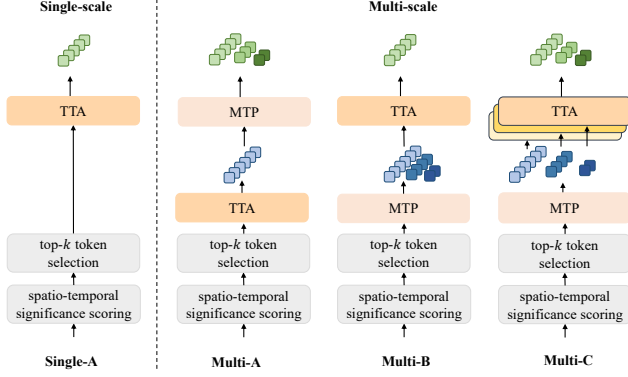 Single-scale
Multi-scale
TTA
MTP
TTA
TTA
TTA
MTP
MTP
top-k token
selection
top-k token
selection
top-k token
selection
top-k token
selection
spatio-temporal
significance scoring
spatio-temporal
significance scoring
spatio-temporal
significance scoring
spatio-temporal
significance scoring
Single-A
Multi-A
Multi-B
Multi-C